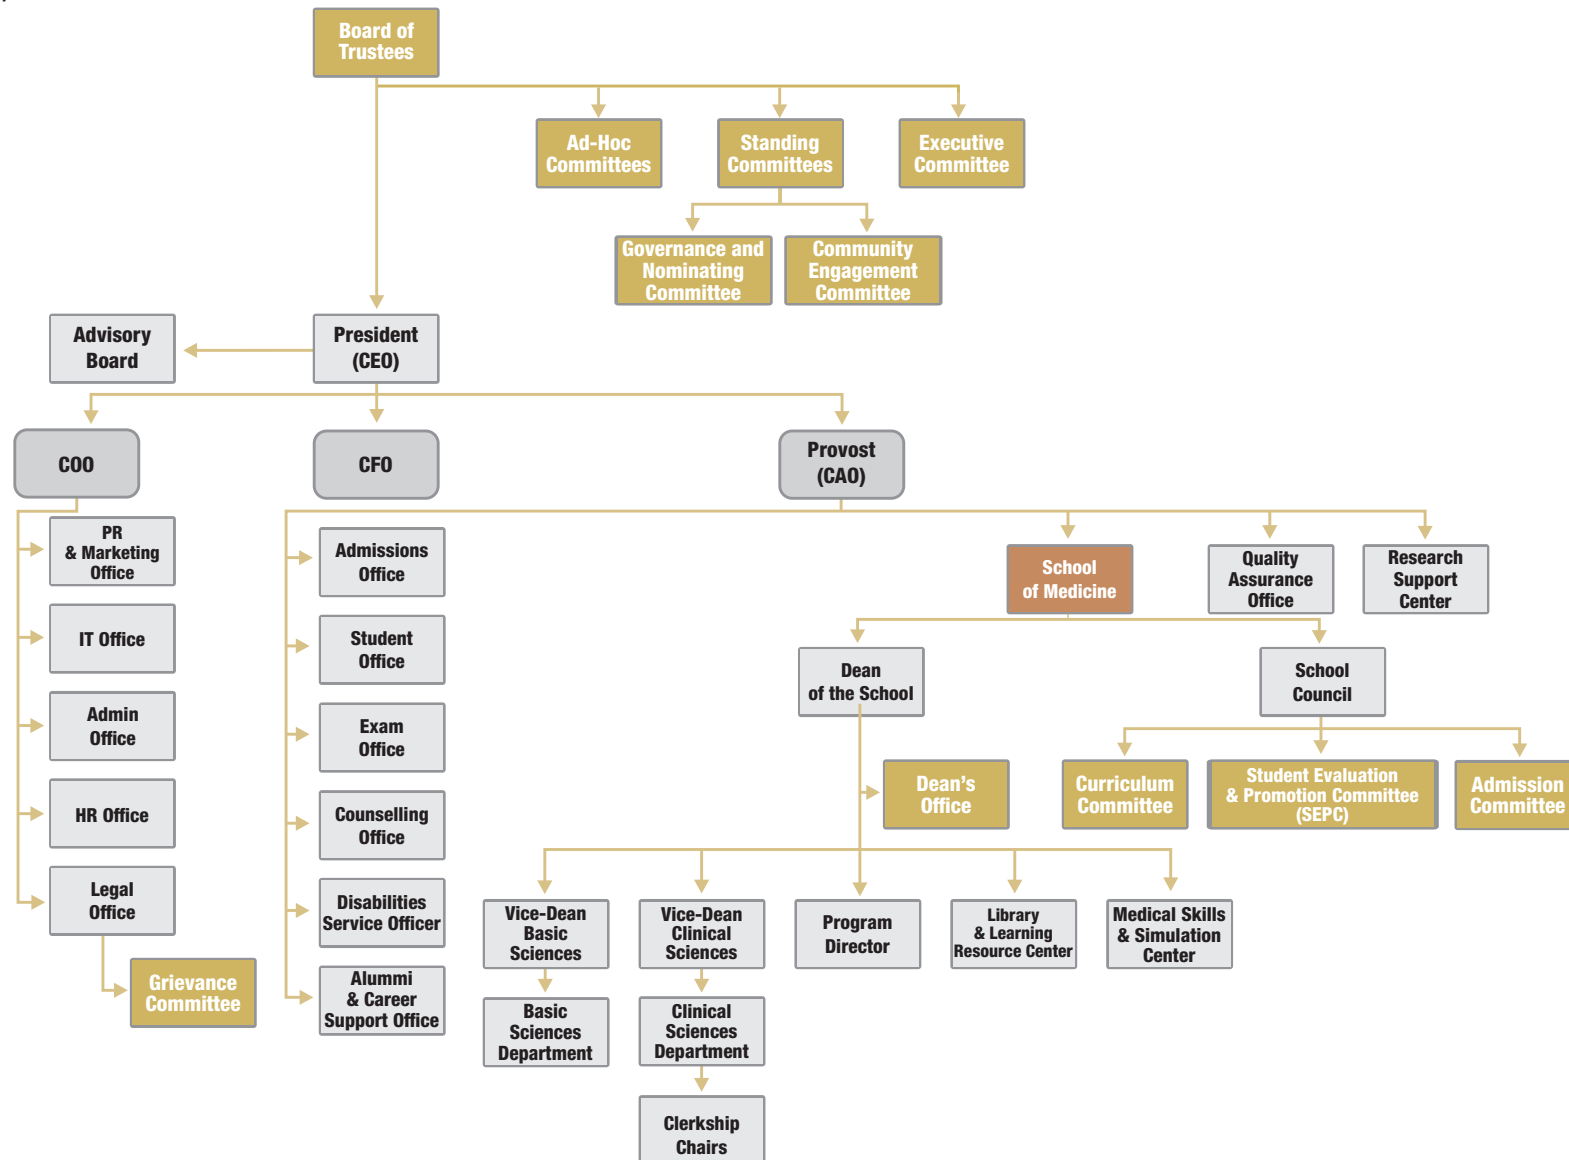 Board of
Trustees
Ad-Hoc
Committees
Standing
Committees
Executive
Committee
Governance and
Nominating
Committee
Community
Engagement
Committee
Advisory
Board
President
(CEO)
COO
CFO
Provost
(CAO)
PR
& Marketing
Office
IT Office
Admin
Office
HR Office
Legal
Office
Grievance
Committee
Admissions
Office
Student
Office
Exam
Office
Counselling
Office
Disabilities
Service Officer
Alummi
& Career
Support Office
School
of Medicine
Quality
Assurance
Office
Research
Support
Center
Dean
of the School
School
Council
Dean's
Office
Curriculum
Committee
Student Evaluation
& Promotion Committee
(SEPC)
Admission
Committee
Vice-Dean
Basic
Sciences
Vice-Dean
Clinical
Sciences
Program
Director
Library
& Learning
Resource Center
Medical Skills
& Simulation
Center
Basic
Sciences
Department
Clinical
Sciences
Department
Clerkship
Chairs